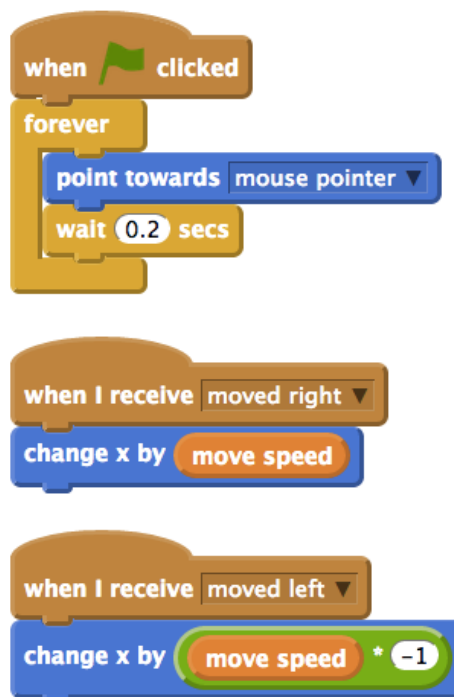 when clicked
forever
point towards mouse pointer
wait 0.2 secs
when I receive moved right
change x by move speed
when I receive moved left
change x by move speed * -1